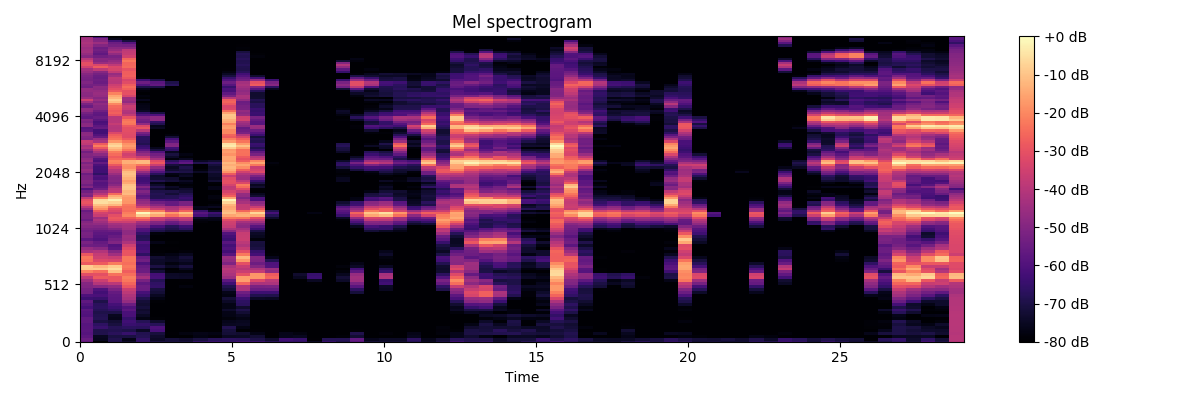 Mel spectrogram
8192
4096
2048
1024
512
0
Hz
0 5 10 15 20 25
Time
+0 dB
-10 dB
-20 dB
-30 dB
-40 dB
-50 dB
-60 dB
-70 dB
-80 dB